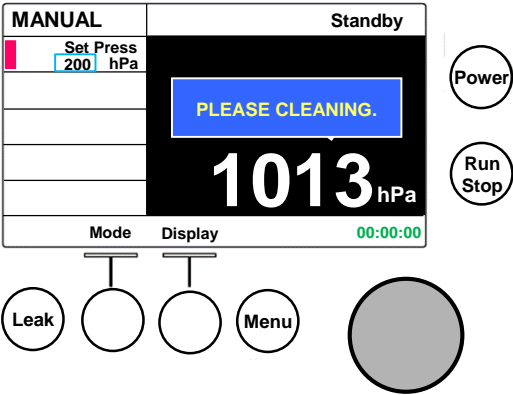 MANUAL
Standby
Set Press
200 hPa
PLEASE CLEANING.
1013 hPa
Mode
Display
00:00:00
Power
Run
Stop
Leak
Menu